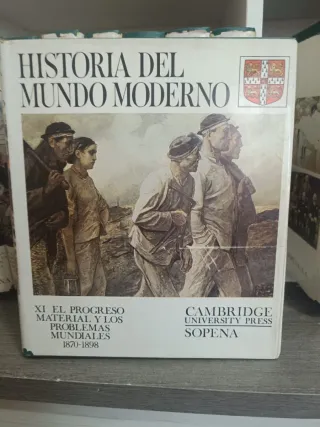 HISTORIA DEL
MUNDO MODERNO
XI EL PROGRESO
MATERIAL Y LOS
PROBLEMAS
MUNDIALES
1870-1898
CAMBRIDGE
UNIVERSITY PRESS
SOPENA